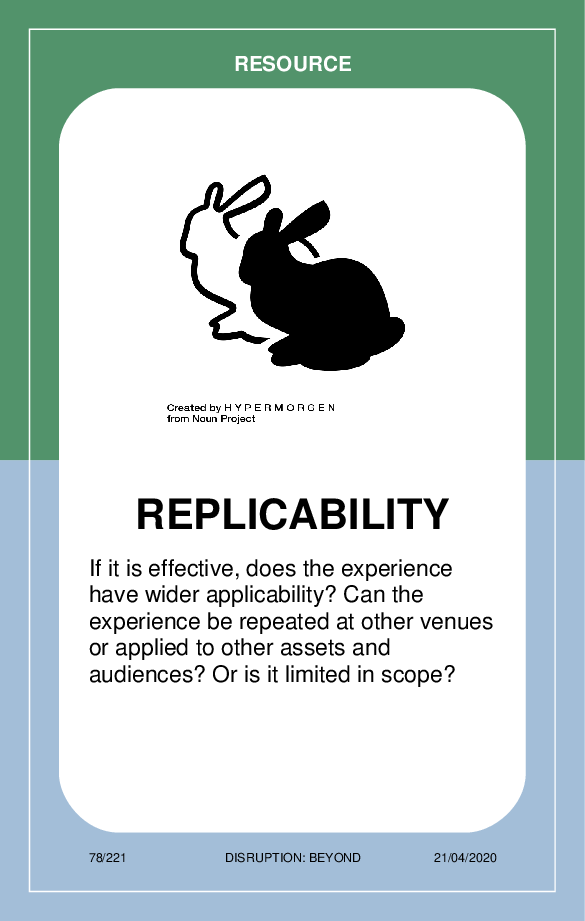 RESOURCE
Created by HYPERMORGEN
from Noun Project
REPLICABILITY
If it is effective, does the experience
have wider applicability? Can the
experience be repeated at other venues
or applied to other assets and
audiences? Or is it limited in scope?
78/221 DISRUPTION: BEYOND 21/04/2020